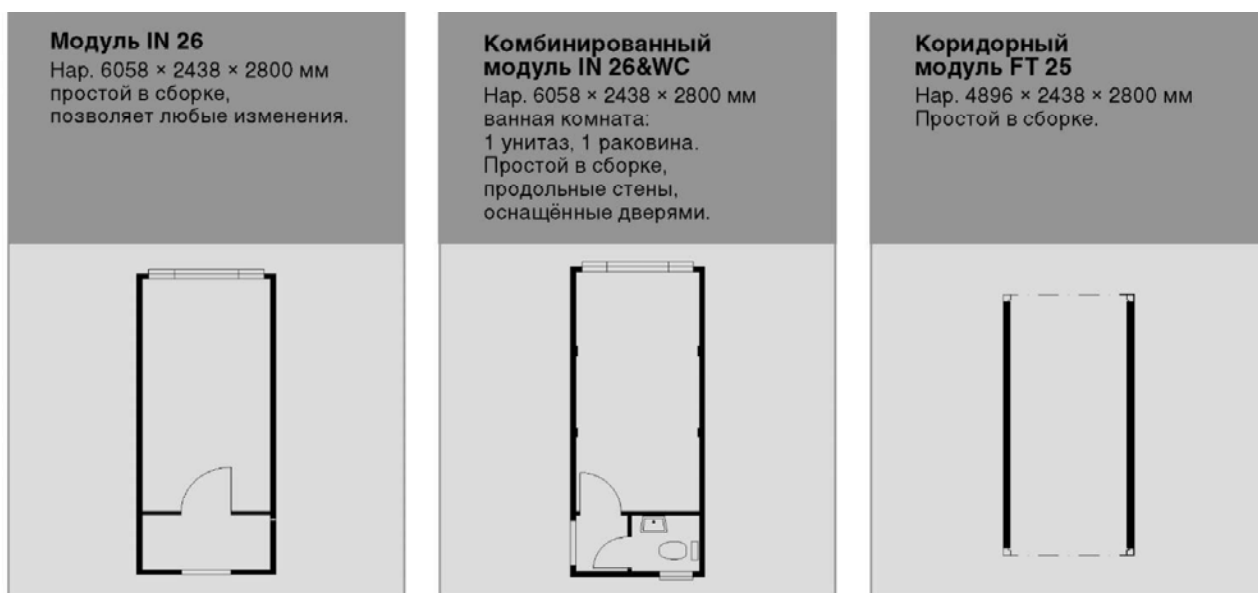 Модуль IN 26
Нар. 6058 × 2438 × 2800 мм
простой в сборке,
позволяет любые изменения.
Комбинированный
модуль IN 26&WC
Нар. 6058 × 2438 × 2800 мм
ванная комната:
1 унитаз, 1 раковина.
Простой в сборке,
продольные стены,
оснащённые дверями.
Коридорный
модуль FT 25
Нар. 4896 × 2438 × 2800 мм
Простой в сборке.